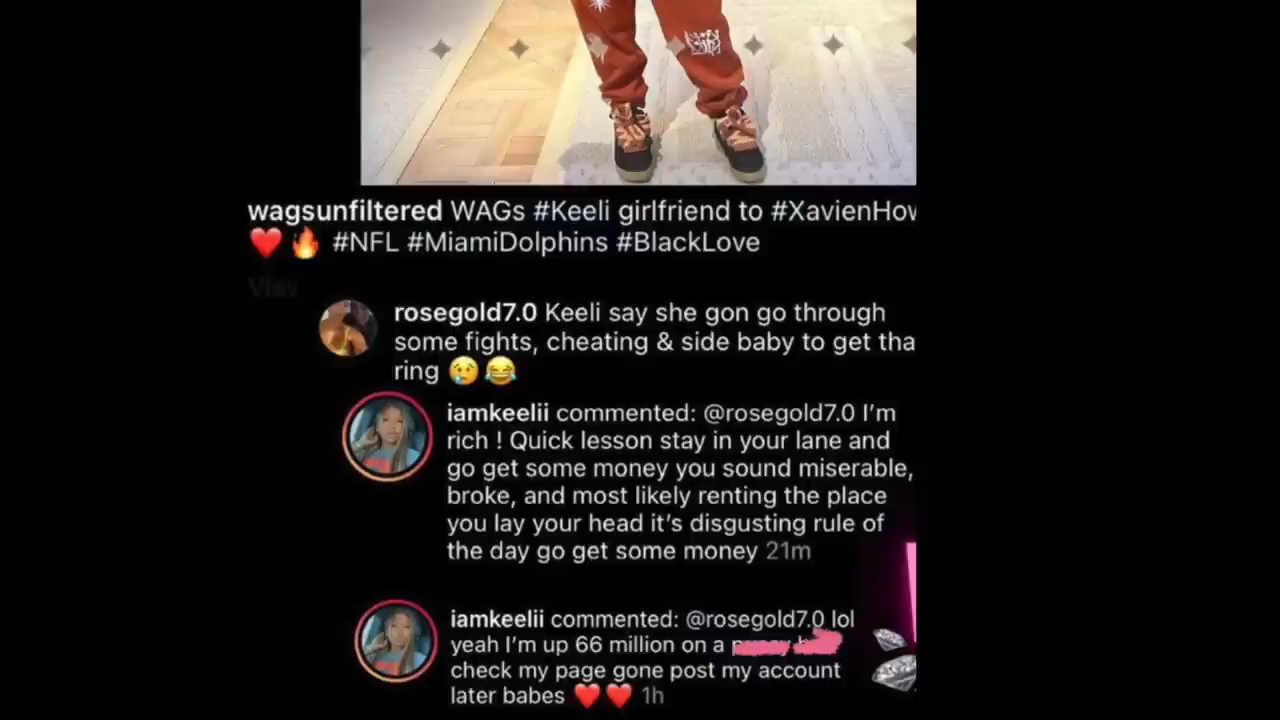 wagsunfiltered WAGs #Keeli girlfriend to #XavienHow
❤️🔥 #NFL #MiamiDolphins #BlackLove
View
rosegold7.0 Keeli say she gon go through
some fights, cheating & side baby to get tha
ring 😢😂
iamkeelii commented: @rosegold7.0 I’m
rich ! Quick lesson stay in your lane and
go get some money you sound miserable,
broke, and most likely renting the place
you lay your head it’s disgusting rule of
the day go get some money 21m
iamkeelii commented: @rosegold7.0 lol
yeah I’m up 66 million on a
check my page gone post my account
later babes ❤️❤️ 1h